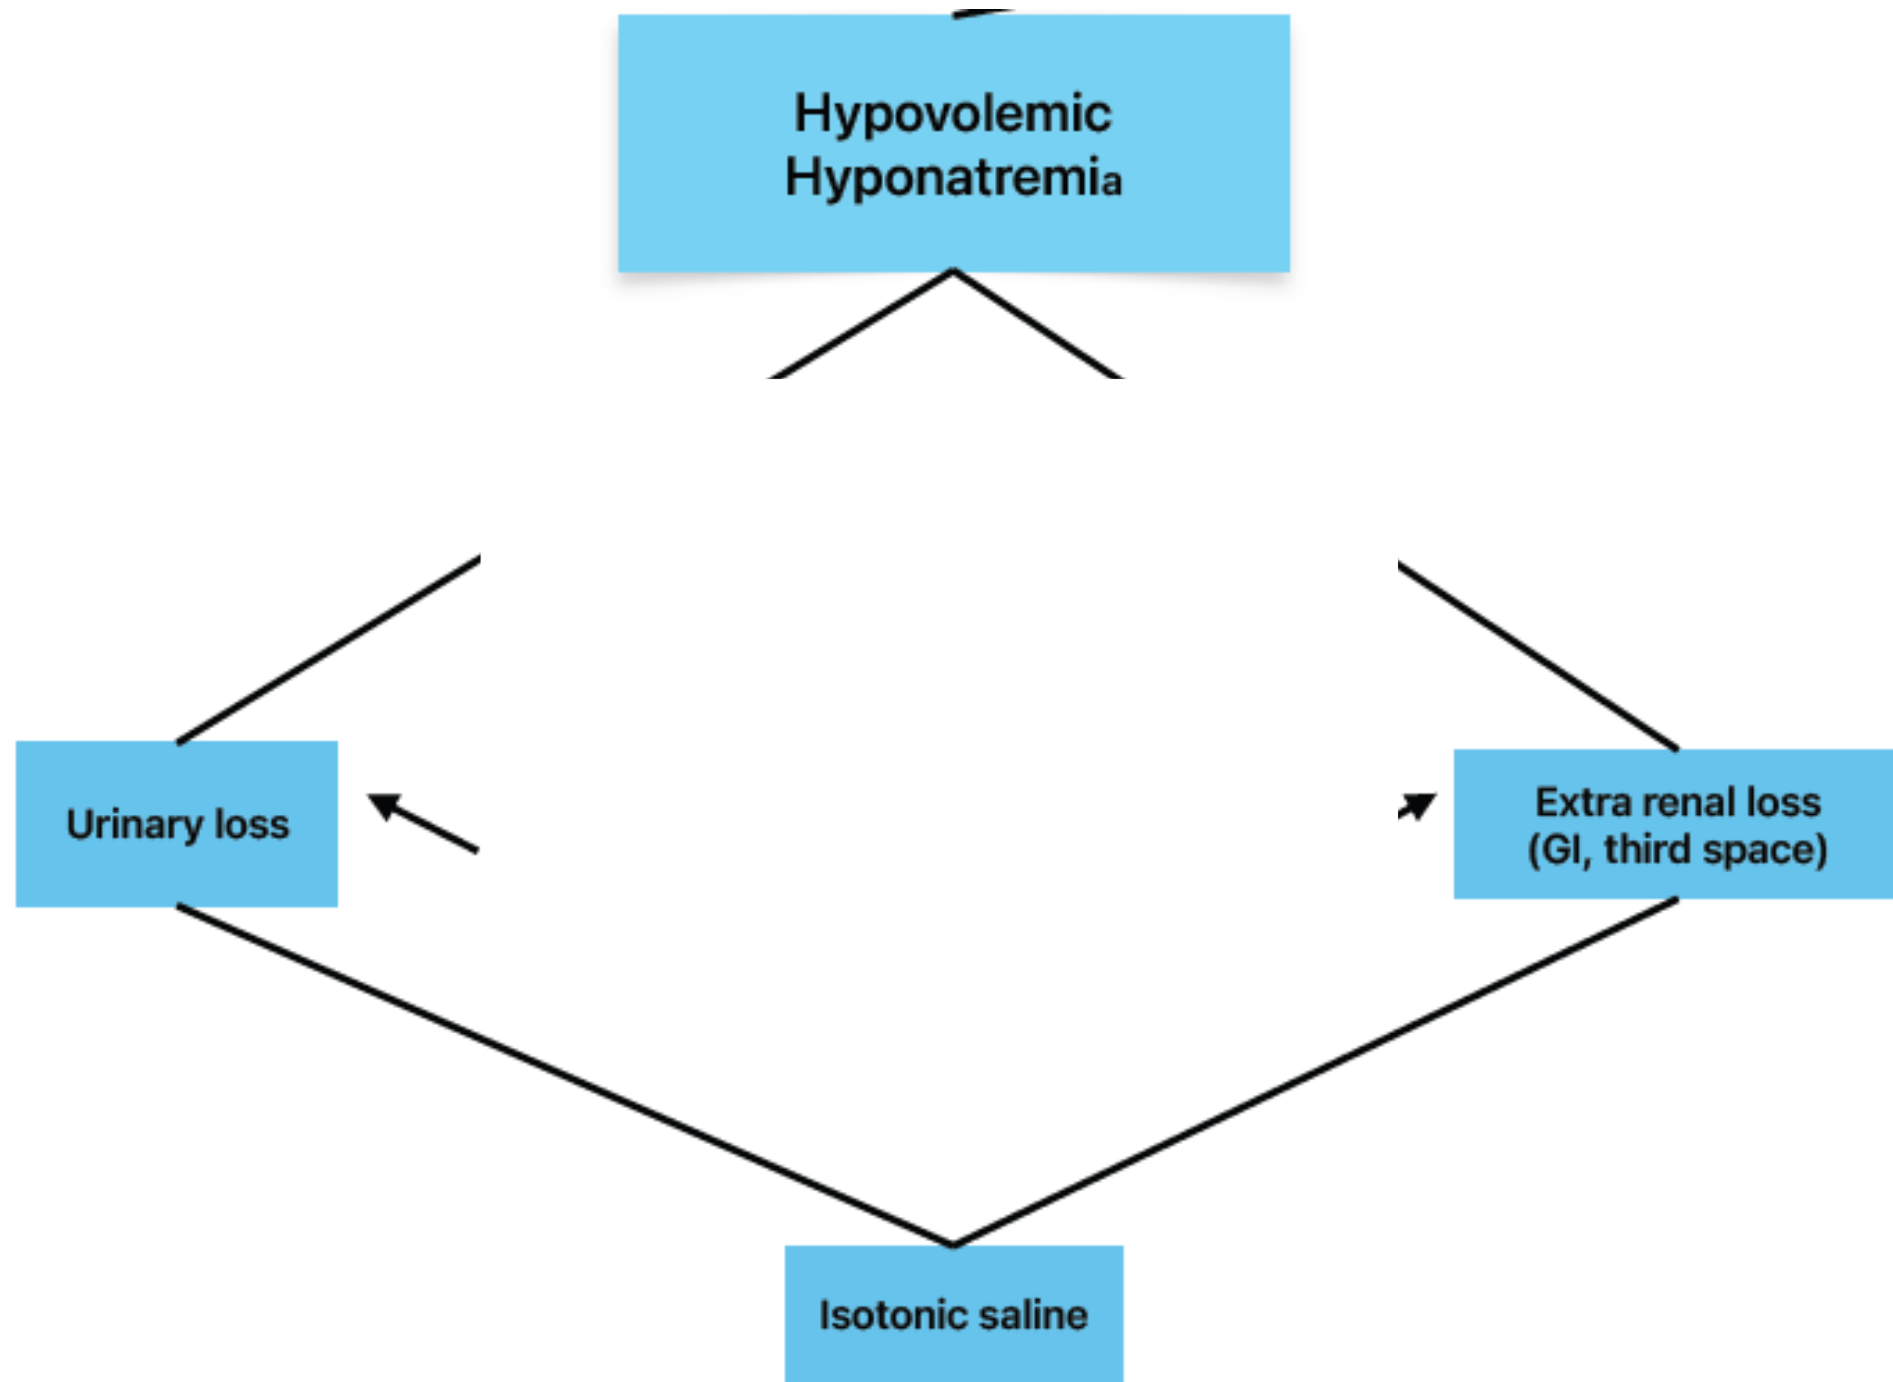 Hypovolemic
Hyponatremia
Urinary loss
Extra renal loss
(GI, third space)
Isotonic saline